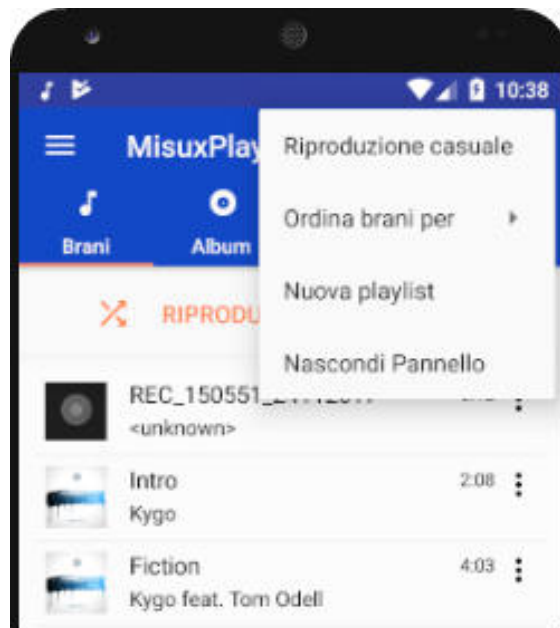 10:38
MisuxPlay
Riproduzione casuale
Ordina brani per
Nuova playlist
Nascondi Pannello
Brani
Album
RIPRODU
REC_150551_
<unknown>
Intro
2:08
Kygo
Fiction
4:03
Kygo feat. Tom Odell